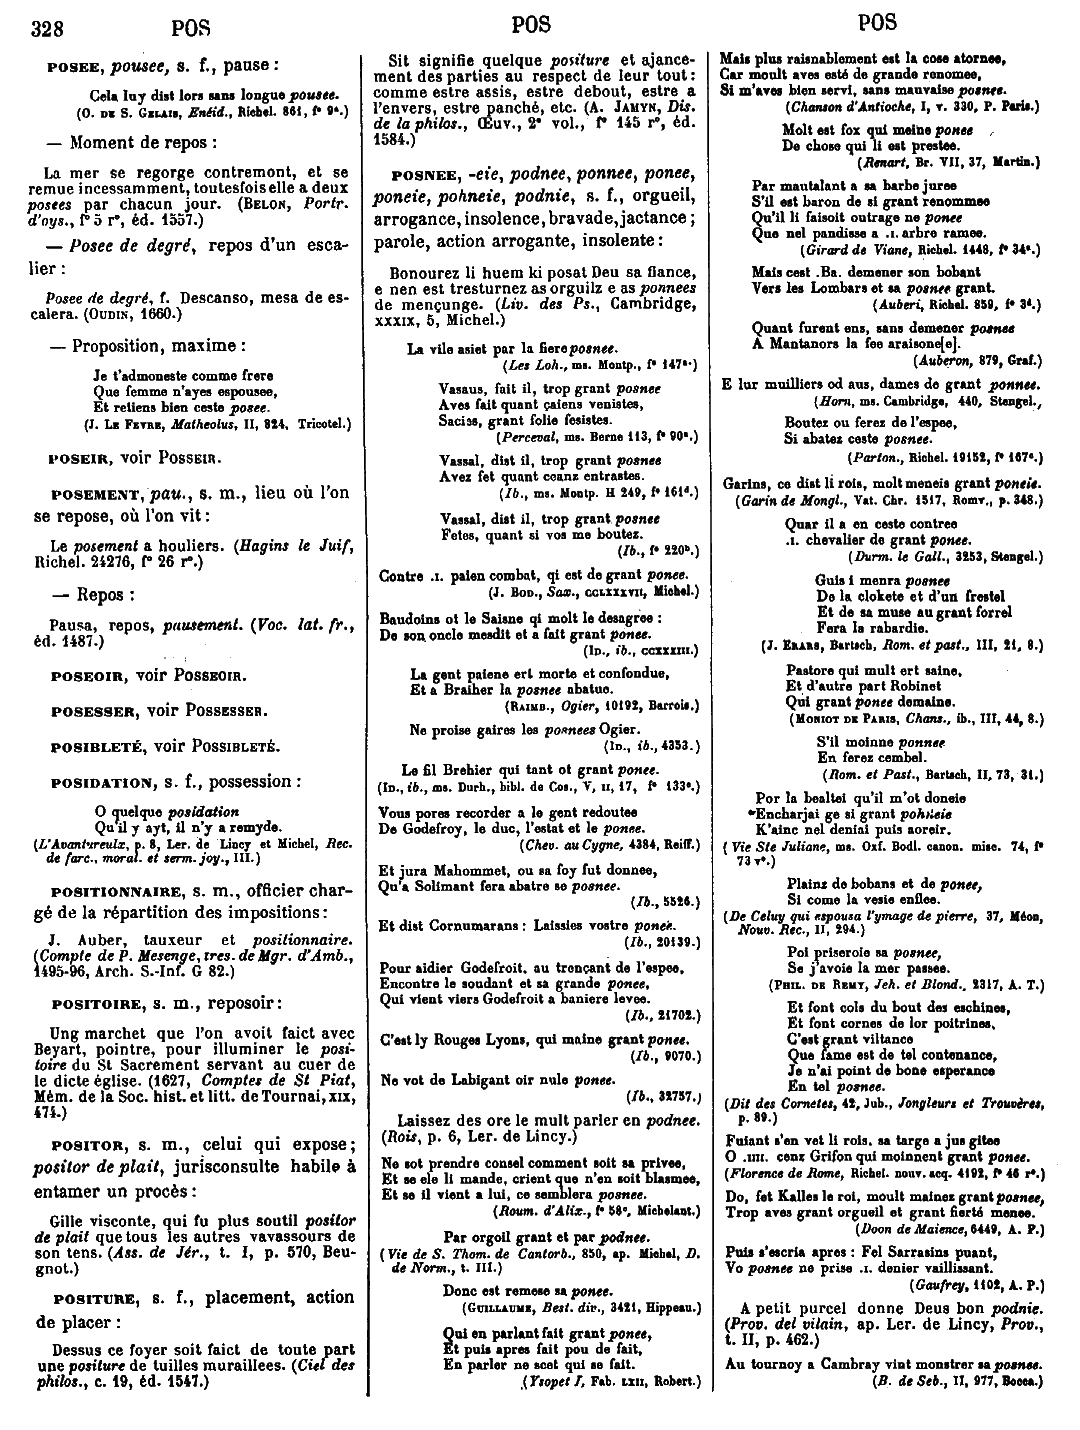 328 POS POS POS
POSEE, pousee, s. f., pause :
Cela luy dist lors sans longue pousee.
(O. DE S. GELAIS, Eneid., Richel. 861, f° 9ª.)
— Moment de repos :
La mer se regorge contremont, et se
remue incessamment, toutesfois elle a deux
posees par chacun jour. (BELON, Portr.
d'oys., f° 5 r°, éd. 1557.)
— Posee de degré, repos d'un esca-
lier :
Posee de degré, f. Descanso, mesa de es-
calera. (OUDIN, 1660.)
— Proposition, maxime :
Je t'admoneste comme frere
Que femme n'ayes espousee,
Et retiens bien ceste posee.
(J. LE FEVRE, Matheolus, II, 824, Tricotel.)
POSEIR, voir POSSEIR.
POSEMENT, pau., s. m., lieu où l'on
se repose, où l'on vit :
Le posement a houliers. (Hagins le Juif,
Richel. 24276, f° 26 r°.)
— Repos :
Pausa, repos, pausement. (Voc. lat. fr.,
éd. 1487.)
POSEOIR, voir POSSEOIR.
POSESSER, voir POSSESSER.
POSIBLETÉ, voir POSSIBLETÉ.
POSIDATION, s. f., possession :
O quelque posidation
Qu'il y ayt, il n'y a remyde.
(L'Avantureulx, p. 8, Ler. de Lincy et Michel, Rec.
de farc., moral. et serm. joy., III.)
POSITIONNAIRE, s. m., officier char-
gé de la répartition des impositions :
J. Auber, tauxeur et positionnaire.
(Compte de P. Mesenge, tres. de Mgr. d'Amb.,
1495-96, Arch. S.-Inf. G 82.)
POSITOIRE, s. m., reposoir :
Ung marchet que l'on avoit faict avec
Beyart, pointre, pour illuminer le posi-
toire du St Sacrement servant au cuer de
le dicte église. (1627, Comptes de St Piat,
Mém. de la Soc. hist. et litt. de Tournai, XIX,
474.)
POSITOR, s. m., celui qui expose ;
positor de plait, jurisconsulte habile à
entamer un procès :
Gille visconte, qui fu plus soutil positor
de plait que tous les autres vavassours de
son tens. (Ass. de Jér., t. I, p. 570, Beu-
gnot.)
POSITURE, s. f., placement, action
de placer :
Dessus ce foyer soit faict de toute part
une positure de tuilles muraillees. (Ciel des
philos., c. 19, éd. 1547.)
Sit signifie quelque positure et ajance-
ment des parties au respect de leur tout :
comme estre assis, estre debout, estre a
l'envers, estre panché, etc. (A. JAMYN, Dis.
de la philos., Œuv., 2e vol., f° 145 r°, éd.
1584.)
POSNEE, -eie, podnee, ponnee, ponee,
poneie, pohneie, podnie, s. f., orgueil,
arrogance, insolence, bravade, jactance ;
parole, action arrogante, insolente :
Bonourez li huem ki posat Deu sa fiance,
e nen est tresturnez as orguilz e as ponnees
de mençunge. (Liv. des Ps., Cambridge,
XXXIX, 5, Michel.)
La vile asiet par la fiere posnee.
(Les Loh., ms. Montp., f° 147ª.)
Vasaus, fait il, trop grant posnee
Aves fait quant çaiens venistes,
Saciss, grant folie fesistes.
(Perceval, ms. Berne 113, f° 90ª.)
Vassal, dist il, trop grant posnee
Avez fet quant ceanz entrastes.
(Ib., ms. Montp. H 249, f° 161d.)
Vassal, dist il, trop grant posnee
Fetes, quant si vos me boutez.
(Ib., f° 220b.)
Contre .I. paien combat, qi est de grant ponee.
(J. BOD., Sax., CCLXXXVII, Michel.)
Baudoins ot le Saisne qi molt le desagree :
De son oncle mesdit et a fait grant ponee.
(ID., ib., CCXXXIII.)
La gent paiene ert morte et confondue,
Et a Braiher la posnee abatue.
(RAIMB., Ogier, 10192, Barrois.)
Ne proise gaires les posnees Ogier.
(ID., ib., 4353.)
Le fil Brehier qui tant ot grant ponee.
(ID., ib., ms. Durh., bibl. de Cos., V, II, 17, f° 133ª.)
Vous pores recorder a le gent redoutee
De Godefroy, le duc, l'estat et le ponee.
(Chev. au Cygne, 4384, Reiff.)
Et jura Mahommet, ou sa foy fut donnee,
Qu'a Solimant fera abatre se posnee.
(Ib., 5526.)
Et dist Cornumarans : Laissies vostre ponee.
(Ib., 20139.)
Pour aidier Godefroit, au trençant de l'espee,
Encontre le soudant et sa grande ponee,
Qui vient viers Godefroit a baniere levee.
(Ib., 21702.)
C'est ly Rouges Lyons, qui maine grant ponee.
(Ib., 9070.)
Ne vot de Labigant oir nule ponee.
(Ib., 32757.)
Laissez des ore le mult parler en podnee.
(Rois, p. 6, Ler. de Lincy.)
Ne sot prendre consel comment soit sa privee,
Et se ele li mande, crient que n'en soit blasmee,
Et se il vient a lui, ce semblera posnee.
(Roum. d'Alix., f° 58c, Michelant.)
Par orgoil grant et par podnee.
(Vie de S. Thom. de Cantorb., 850, ap. Michel, D.
de Norm., t. III.)
Donc est remese sa ponee.
(GUILLAUME, Best. div., 3421, Hippeau.)
Qui en parlant fait grant ponee,
Et puis apres fait pou de fait,
En parler ne scet qui se fait.
(Ysopet I, Fab. LXII, Robert.)
Mais plus raisnablement est la cose atornee,
Car moult aves esté de grande renomee,
Si m'aves bien servi, sans mauvaise posnee.
(Chanson d'Antioche, I, v. 330, P. Paris.)
Molt est fox qui meine ponee
De chose qui li est prestee.
(Renart, Br. VII, 37, Martin.)
Par mautalant a sa barbe juree
S'il est baron de si grant renommee
Qu'il li faisoit outrage ne ponee
Que nel pandisse a .I. arbre ramee.
(Girard de Viane, Richel. 1448, f° 34ª.)
Mais cest .Ba. demener son bobant
Vers les Lombars et sa posnee grant.
(Auberi, Richel. 859, f° 3d.)
Quant furent ens, sans demener posnee
A Mantanors la fee araisone[e].
(Auberon, 879, Graf.)
E lur muilliers od aus, dames de grant ponnee.
(Horn, ms. Cambridge, 440, Stengel.)
Boutez ou ferez de l'espee,
Si abatez ceste posnee.
(Parton., Richel. 19152, f° 167ª.)
Garins, ce dist li rois, molt meneis grant poneie.
(Garin de Mongl., Vat. Chr. 1517, Romv., p. 348.)
Quar il a en ceste contree
.I. chevalier de grant ponee.
(Durm. le Gall., 3253, Stengel.)
Guis i menra posnee
De la clokete et d'un frestel
Et de sa muse au grant forrel
Fera la rabardie.
(J. ERARS, Bartsch, Rom. et past., III, 21, 8.)
Pastore qui mult ert saine,
Et d'autre part Robinet
Qui grant ponee demaine.
(MONIOT DE PARIS, Chans., ib., III, 44, 8.)
S'il moinne ponnee
En ferez cembel.
(Rom. et Past., Bartsch, II, 73, 31.)
Por la bealtei qu'il m'ot doneie
Encharjai ge si grant pohneie
K'ainc nel deniai puis aoreir.
(Vie Ste Juliane, ms. Oxf. Bodl. canon. misc. 74, f°
73 v°.)
Plainz de bobans et de ponee,
Si come la vesie enflee.
(De Celuy qui espousa l'ymage de pierre, 37, Méon,
Nouv. Rec., II, 294.)
Poi priseroie sa posnee,
Se j'avoie la mer passee.
(PHIL. DE REMY, Jeh. et Blond., 2317, A. T.)
Et font cols du bout des eschines,
Et font cornes de lor poitrines,
C'est grant viltance
Que fame est de tel contenance,
Je n'ai point de bone esperance
En tel posnee.
(Dit des Cornetes, 42, Jub., Jongleurs et Trouvères,
p. 89.)
Fuiant s'en vet li rois, sa targe a jus gitee
O .IIII. cenz Grifon qui moinnent grant ponee.
(Florence de Rome, Richel. nouv. acq. 4192, f° 46 r°.)
Do, fet Kalles le roi, moult mainez grant posnee,
Trop aves grant orgueil et grant fierté menee.
(Doon de Maience, 6449, A. P.)
Puis s'escria apres : Fel Sarrasins puant,
Vo posnee ne prise .I. denier vaillissant.
(Gaufrey, 1102, A. P.)
A petit purcel donne Deus bon podnie.
(Prov. del vilain, ap. Ler. de Lincy, Prov.,
t. II, p. 462.)
Au tournoy a Cambray vint monstrer sa posnee.
(B. de Seb., II, 977, Bocca.)